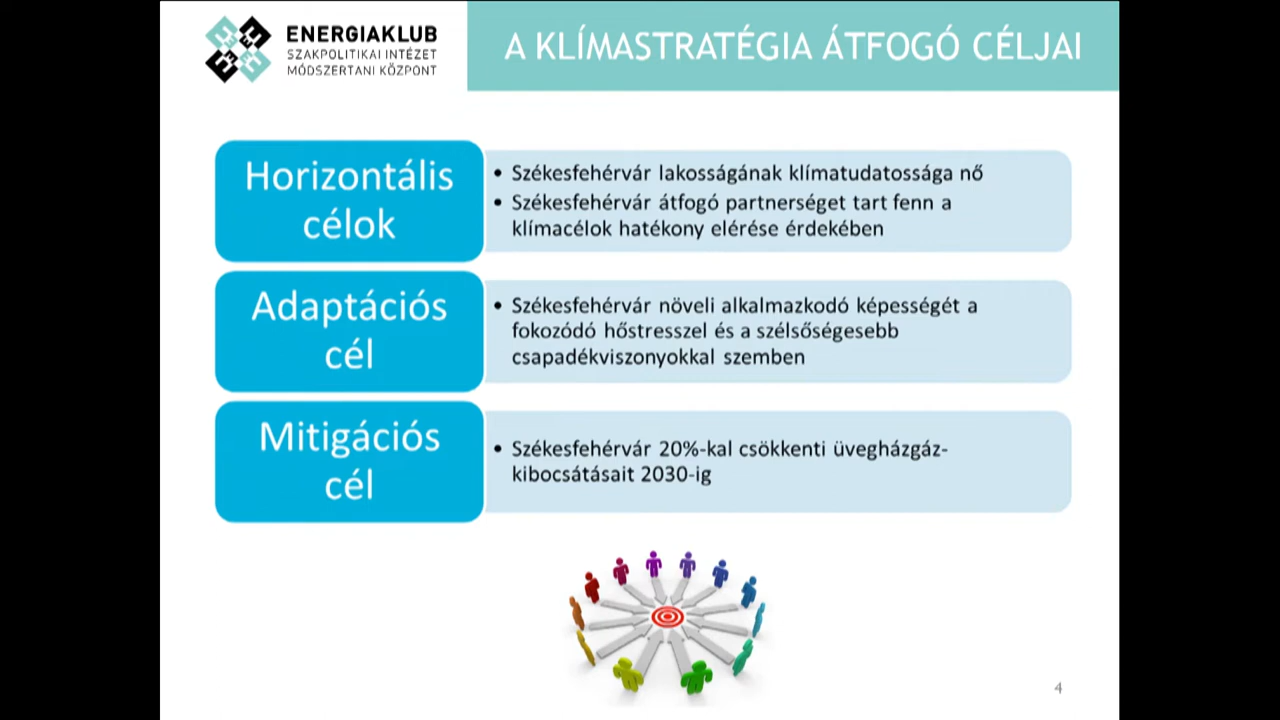 ENERGIAKLUB
SZAKPOLITIKAI INTÉZET
MÓDSZERTANI KÖZPONT
A KLÍMASTRATÉGIA ÁTFOGÓ CÉLJAI
Horizontális
célok
• Székesfehérvár lakosságának klímatudatossága nő
• Székesfehérvár átfogó partnerséget tart fenn a
klímacélok hatékony elérése érdekében
Adaptációs
cél
• Székesfehérvár növeli alkalmazkodó képességét a
fokozódó hőstresszel és a szélsőségesebb
csapadékviszonyokkal szemben
Mitigációs
cél
• Székesfehérvár 20%-kal csökkenti üvegházgáz-
kibocsátásait 2030-ig
4